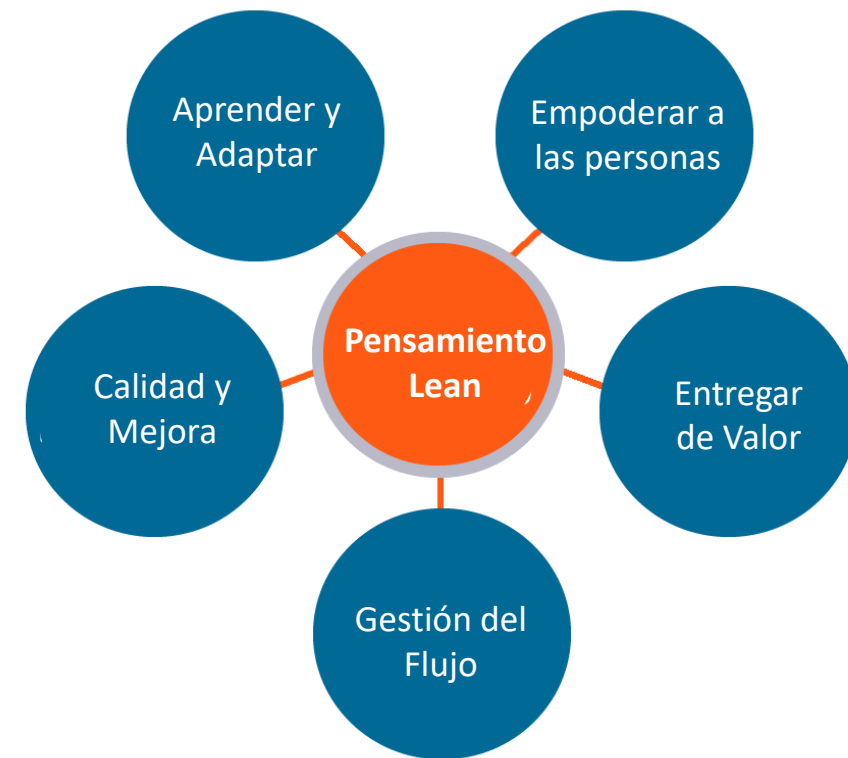 Aprender y
Adaptar
Empoderar a
las personas
Pensamiento
Lean
Calidad y
Mejora
Entregar
de Valor
Gestión del
Flujo